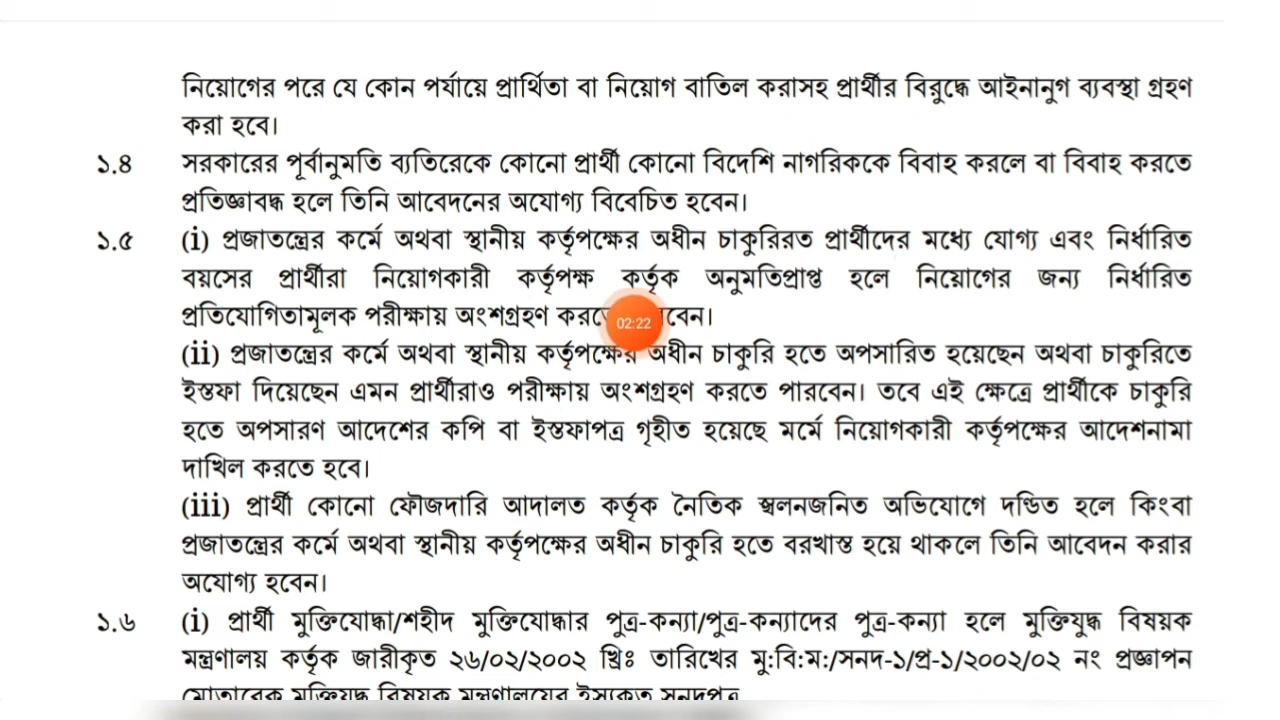 নিয়োগের পরে যে কোন পর্যায়ে প্রার্থিতা বা নিয়োগ বাতিল করাসহ প্রার্থীর বিরুদ্ধে আইনানুগ ব্যবস্থা গ্রহণ
করা হবে।
১.৪ সরকারের পূর্বানুমতি ব্যতিরেকে কোনো প্রার্থী কোনো বিদেশি নাগরিককে বিবাহ করলে বা বিবাহ করতে
প্রতিজ্ঞাবদ্ধ হলে তিনি আবেদনের অযোগ্য বিবেচিত হবেন।
১.৫ (i) প্রজাতন্ত্রের কর্মে অথবা স্থানীয় কর্তৃপক্ষের অধীন চাকুরিরত প্রার্থীদের মধ্যে যোগ্য এবং নির্ধারিত
বয়সের প্রার্থীরা নিয়োগকারী কর্তৃপক্ষ কর্তৃক অনুমতিপ্রাপ্ত হলে নিয়োগের জন্য নির্ধারিত
প্রতিযোগিতামূলক পরীক্ষায় অংশগ্রহণ
02:22
(ii) প্রজাতন্ত্রের কর্মে অথবা স্থানীয় কর্তৃপক্ষের অধীন চাকুরি হতে অপসারিত হয়েছেন অথবা চাকুরিতে
ইস্তফা দিয়েছেন এমন প্রার্থীরাও পরীক্ষায় অংশগ্রহণ করতে পারবেন। তবে এই ক্ষেত্রে প্রার্থীকে চাকুরি
হতে অপসারণ আদেশের কপি বা ইস্তফাপত্র গৃহীত হয়েছে মর্মে নিয়োগকারী কর্তৃপক্ষের আদেশনামা
দাখিল করতে হবে।
(iii) প্রার্থী কোনো ফৌজদারি আদালত কর্তৃক নৈতিক স্খলনজনিত অভিযোগে দণ্ডিত হলে কিংবা
প্রজাতন্ত্রের কর্মে অথবা স্থানীয় কর্তৃপক্ষের অধীন চাকুরি হতে বরখাস্ত হয়ে থাকলে তিনি আবেদন করার
অযোগ্য হবেন।
১.৬ (i) প্রার্থী মুক্তিযোদ্ধা/শহীদ মুক্তিযোদ্ধার পুত্র-কন্যা/পুত্র-কন্যাদের পুত্র-কন্যা হলে মুক্তিযুদ্ধ বিষয়ক
মন্ত্রণালয় কর্তৃক জারীকৃত ২৬/০২/২০০২ খ্রিঃ তারিখের মু:বি:ম:/সনদ-১/প্র-১/২০০২/০২ নং প্রজ্ঞাপন
মোতাবেক মুক্তিযুদ্ধ বিষয়ক মন্ত্রণালয়ের ইস্যুকৃত সনদপত্র